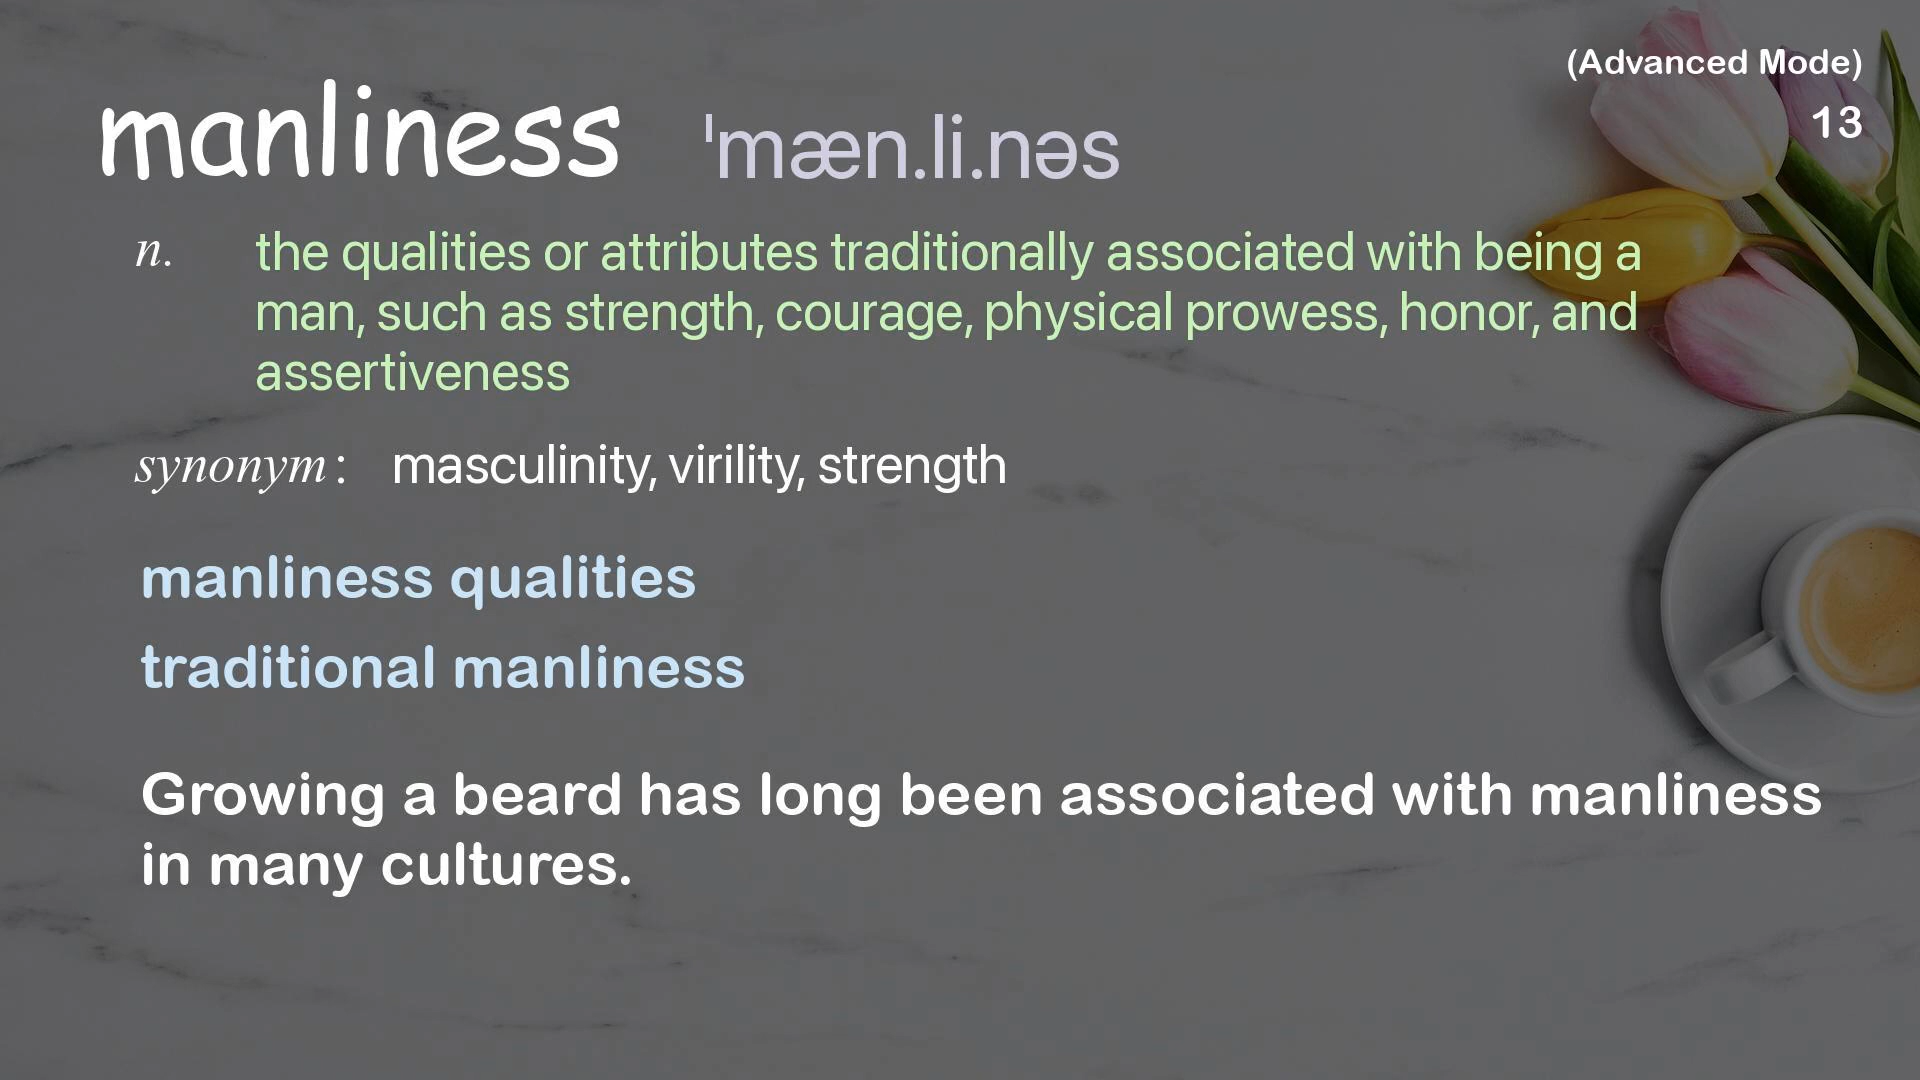 (Advanced Mode)
manliness ˈmæn.li.nəs
13
n. the qualities or attributes traditionally associated with being a
man, such as strength, courage, physical prowess, honor, and
assertiveness
synonym : masculinity, virility, strength
manliness qualities
traditional manliness
Growing a beard has long been associated with manliness
in many cultures.